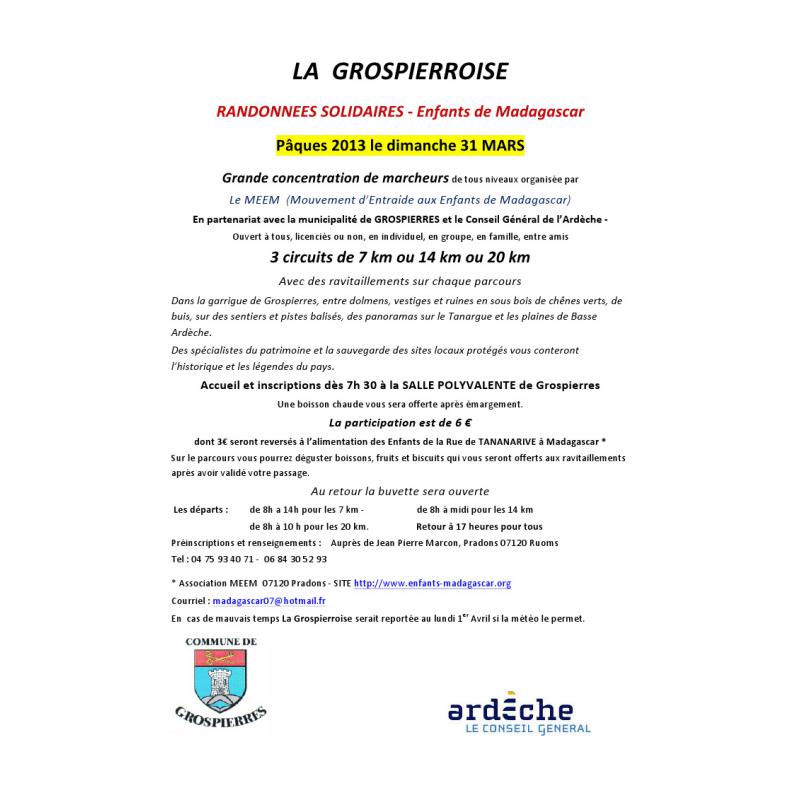 LA GROSPIERROISE
RANDONNEES SOLIDAIRES - Enfants de Madagascar
Pâques 2013 le dimanche 31 MARS
Grande concentration de marcheurs de tous niveaux organisée par
Le MEEM (Mouvement d'Entraide aux Enfants de Madagascar)
En partenariat avec la municipalité de GROSPIERRES et le Conseil Général de l'Ardèche -
Ouvert à tous, licenciés ou non, en individuel, en groupe, en famille, entre amis
3 circuits de 7 km ou 14 km ou 20 km
Avec des ravitaillements sur chaque parcours
Dans la garrigue de Grospierres, entre dolmens, vestiges et ruines en sous bois de chênes verts, de
buis, sur des sentiers et pistes balisés, des panoramas sur le Tanargue et les plaines de Basse
Ardèche.
Des spécialistes du patrimoine et la sauvegarde des sites locaux protégés vous conteront
l'historique et les légendes du pays.
Accueil et inscriptions dès 7h 30 à la SALLE POLYVALENTE de Grospierres
Une boisson chaude vous sera offerte après émargement.
La participation est de 6 €
dont 3€ seront reversés à l'alimentation des Enfants de la Rue de TANANARIVE à Madagascar *
Sur le parcours vous pourrez déguster boissons, fruits et biscuits qui vous seront offerts aux ravitaillements
après avoir validé votre passage.
Au retour la buvette sera ouverte
Les départs : de 8h a 14h pour les 7 km - de 8h à midi pour les 14 km
de 8h à 10 h pour les 20 km. Retour à 17 heures pour tous
Préinscriptions et renseignements : Auprès de Jean Pierre Marcon, Pradons 07120 Ruoms
Tel : 04 75 93 40 71 - 06 84 30 52 93
* Association MEEM 07120 Pradons - SITE http://www.enfants-madagascar.org
Courriel : madagascar07@hotmail.fr
En cas de mauvais temps La Grospierroise serait reportée au lundi 1er Avril si la météo le permet.
COMMUNE DE
GROSPIERRES
ardèche
LE CONSEIL GENERAL